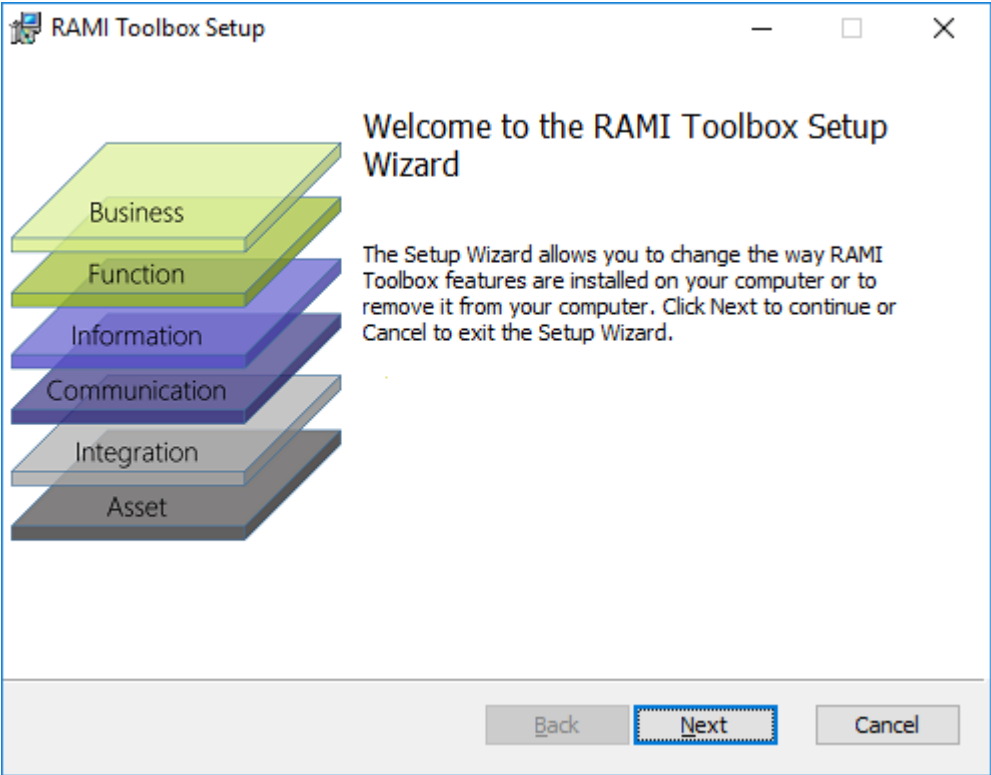 RAMI Toolbox Setup
Welcome to the RAMI Toolbox Setup
Wizard
The Setup Wizard allows you to change the way RAMI
Toolbox features are installed on your computer or to
remove it from your computer. Click Next to continue or
Cancel to exit the Setup Wizard.
Business
Function
Information
Communication
Integration
Asset
Back
Next
Cancel